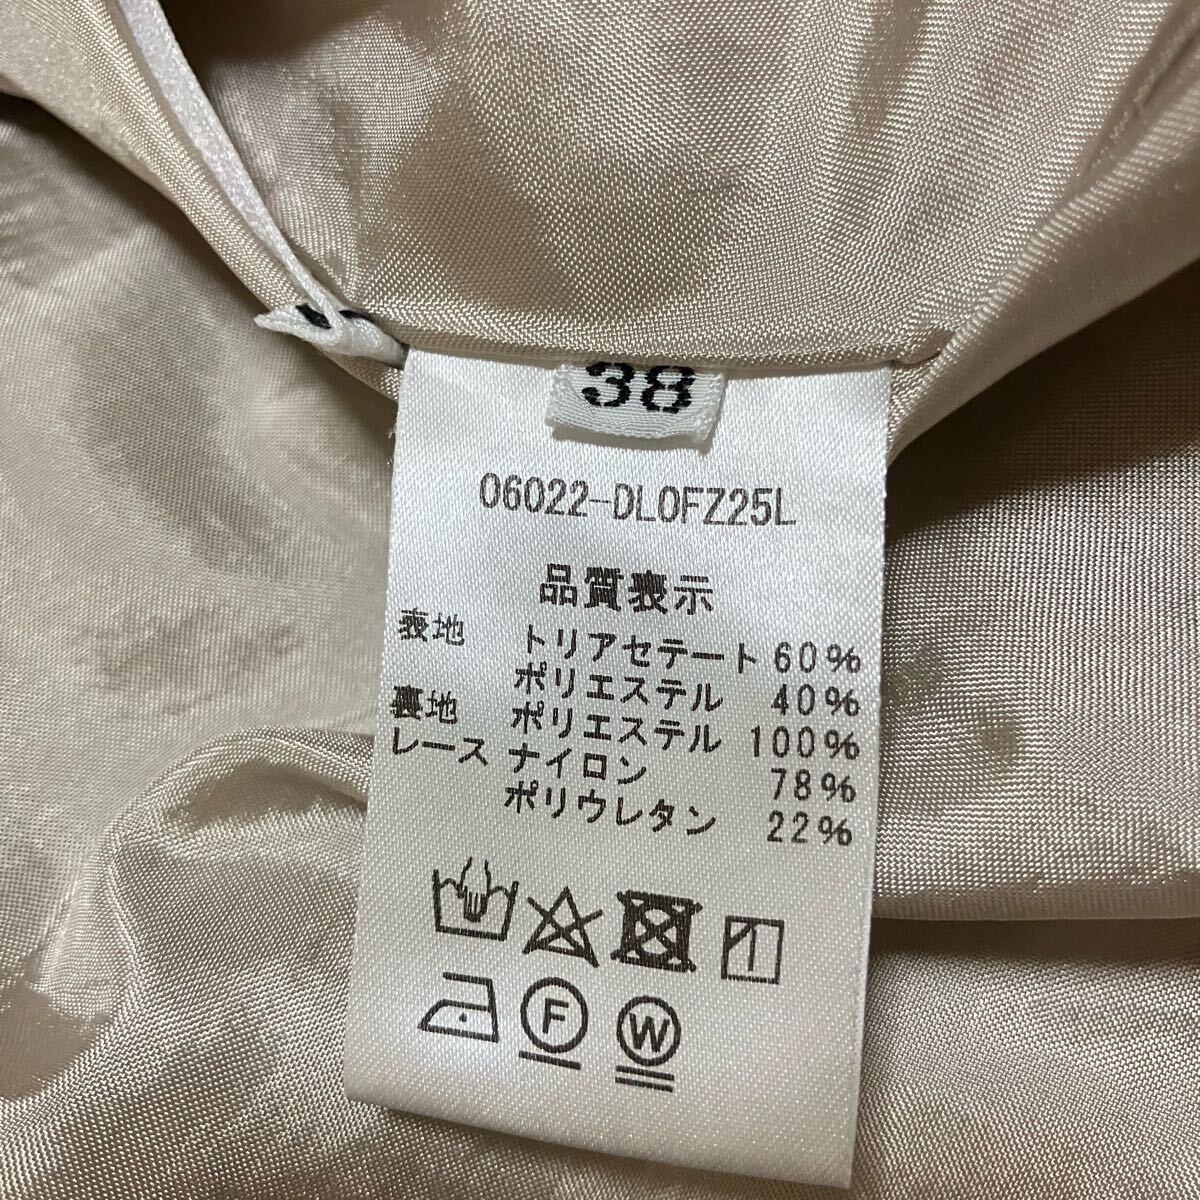 38
06022-DL0FZ25L
品質表示
表地 トリアセテート 60%
ポリエステル 40%
裏地 ポリエステル 100%
レース ナイロン 78%
ポリウレタン 22%
F
W